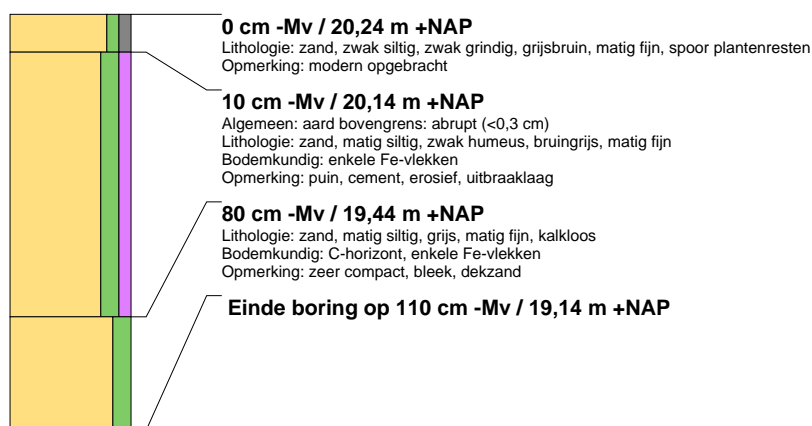 0 cm -Mv / 20,24 m +NAP
Lithologie: zand, zwak siltig, zwak grindig, grijsbruin, matig fijn, spoor plantenresten
Opmerking: modern opgebracht
10 cm -Mv / 20,14 m +NAP
Algemeen: aard bovengrens: abrupt (<0,3 cm)
Lithologie: zand, matig siltig, zwak humeus, bruingrijs, matig fijn
Bodemkundig: enkele Fe-vlekken
Opmerking: puin, cement, erosief, uitbraaklaag
80 cm -Mv / 19,44 m +NAP
Lithologie: zand, matig siltig, grijs, matig fijn, kalkloos
Bodemkundig: C-horizont, enkele Fe-vlekken
Opmerking: zeer compact, bleek, dekzand
Einde boring op 110 cm -Mv / 19,14 m +NAP